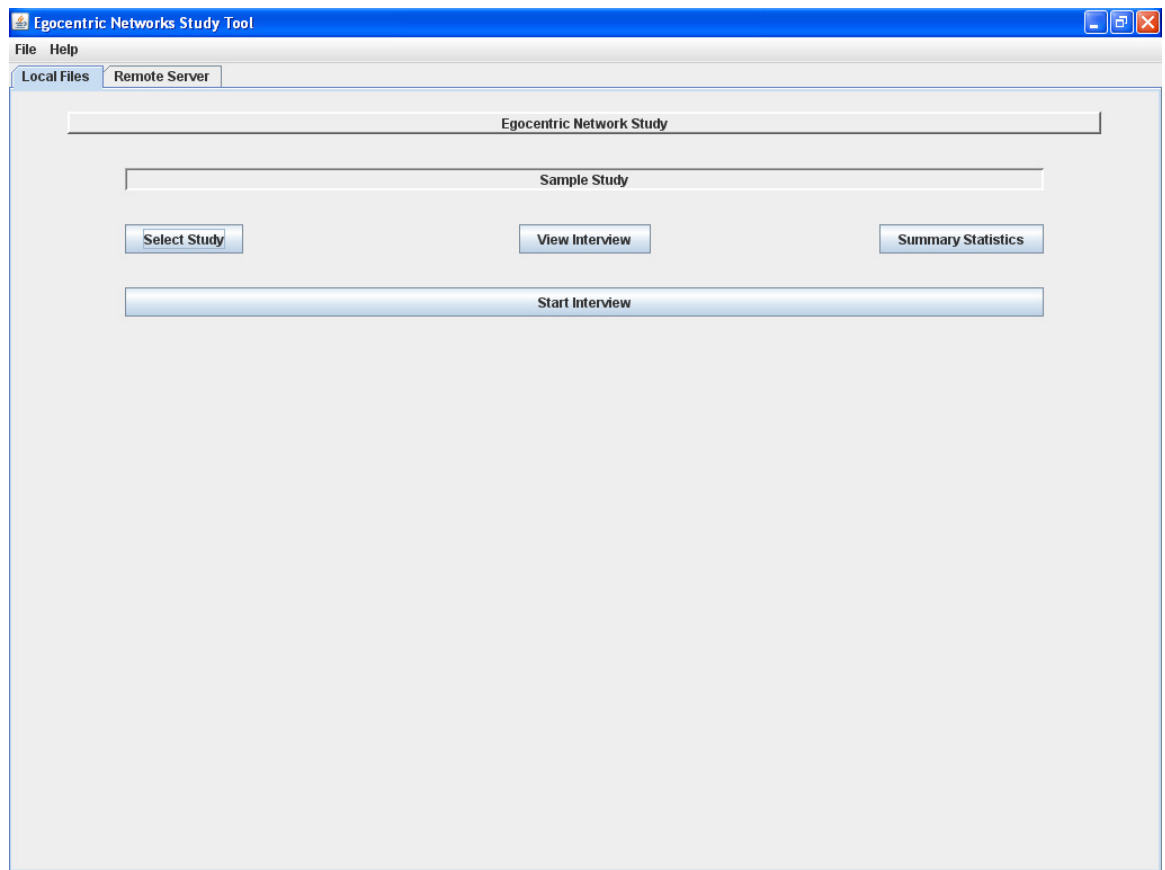 Egocentric Networks Study Tool
File Help
Local Files Remote Server
Egocentric Network Study
Sample Study
Select Study View Interview Summary Statistics
Start Interview